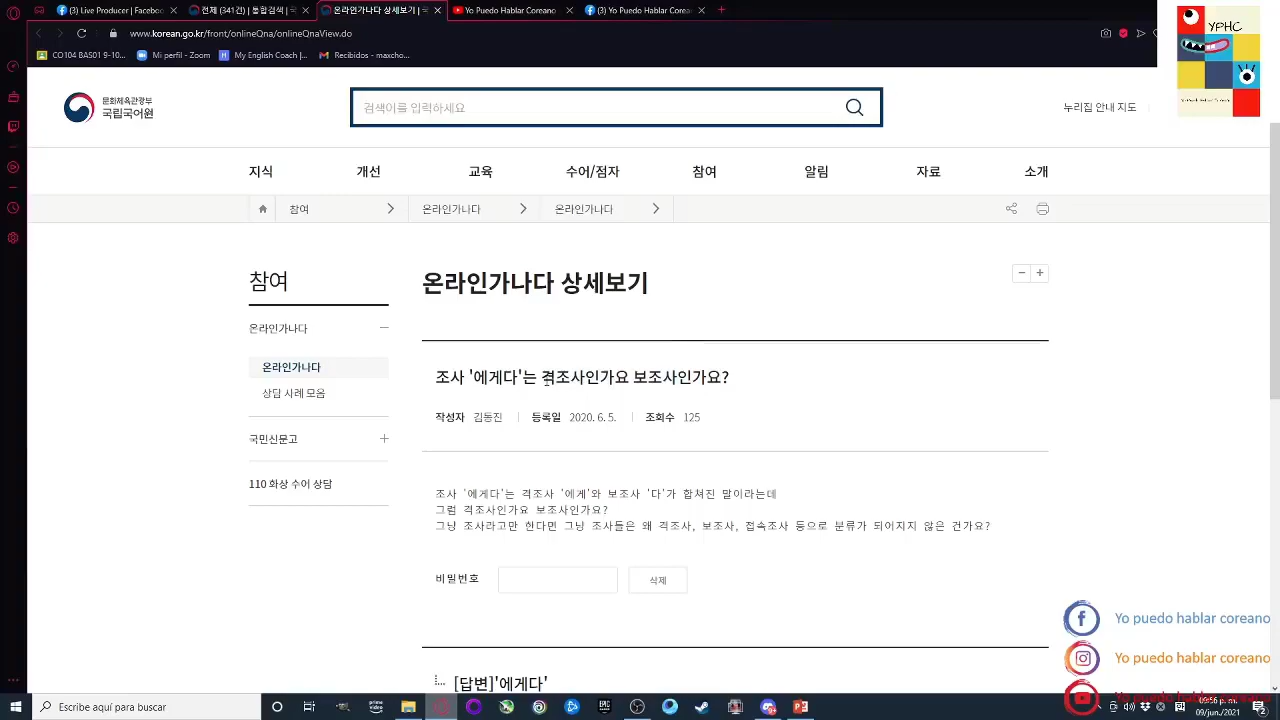 (3) Live Producer | Faceboo
전체 (341건) | 통합검색 | 국
온라인가나다 상세보기 | 국
Yo Puedo Hablar Coreano
(3) Yo Puedo Hablar Corea
www.korean.go.kr/front/onlineQna/onlineQnaView.do
CO104 BAS01 9-10...
Mi perfil - Zoom
My English Coach |...
Recibidos - maxcho...
YPHC
문화체육관광부
국립국어원
검색어를 입력하세요
누리집 안내 지도
지식 개선 교육 수어/점자 참여 알림 자료 소개
참여 온라인가나다 온라인가나다
참여
온라인가나다
온라인가나다
상담 사례 모음
국민신문고
110 화상 수어 상담
온라인가나다 상세보기
조사 '에게다'는 격조사인가요 보조사인가요?
작성자 김동진 등록일 2020. 6. 5. 조회수 125
조사 '에게다'는 격조사 '에게'와 보조사 '다'가 합쳐진 말이라는데
그럼 격조사인가요 보조사인가요?
그냥 조사라고만 한다면 그냥 조사들은 왜 격조사, 보조사, 접속조사 등으로 분류가 되어지지 않은 건가요?
비밀번호 삭제
[답변]'에게다'
Yo puedo hablar coreano
Yo puedo hablar coreano
Yo puedo hablar coreano
Escribe aquí para buscar
prime video
EPIC
09:56 p.m.
09/jun./2021